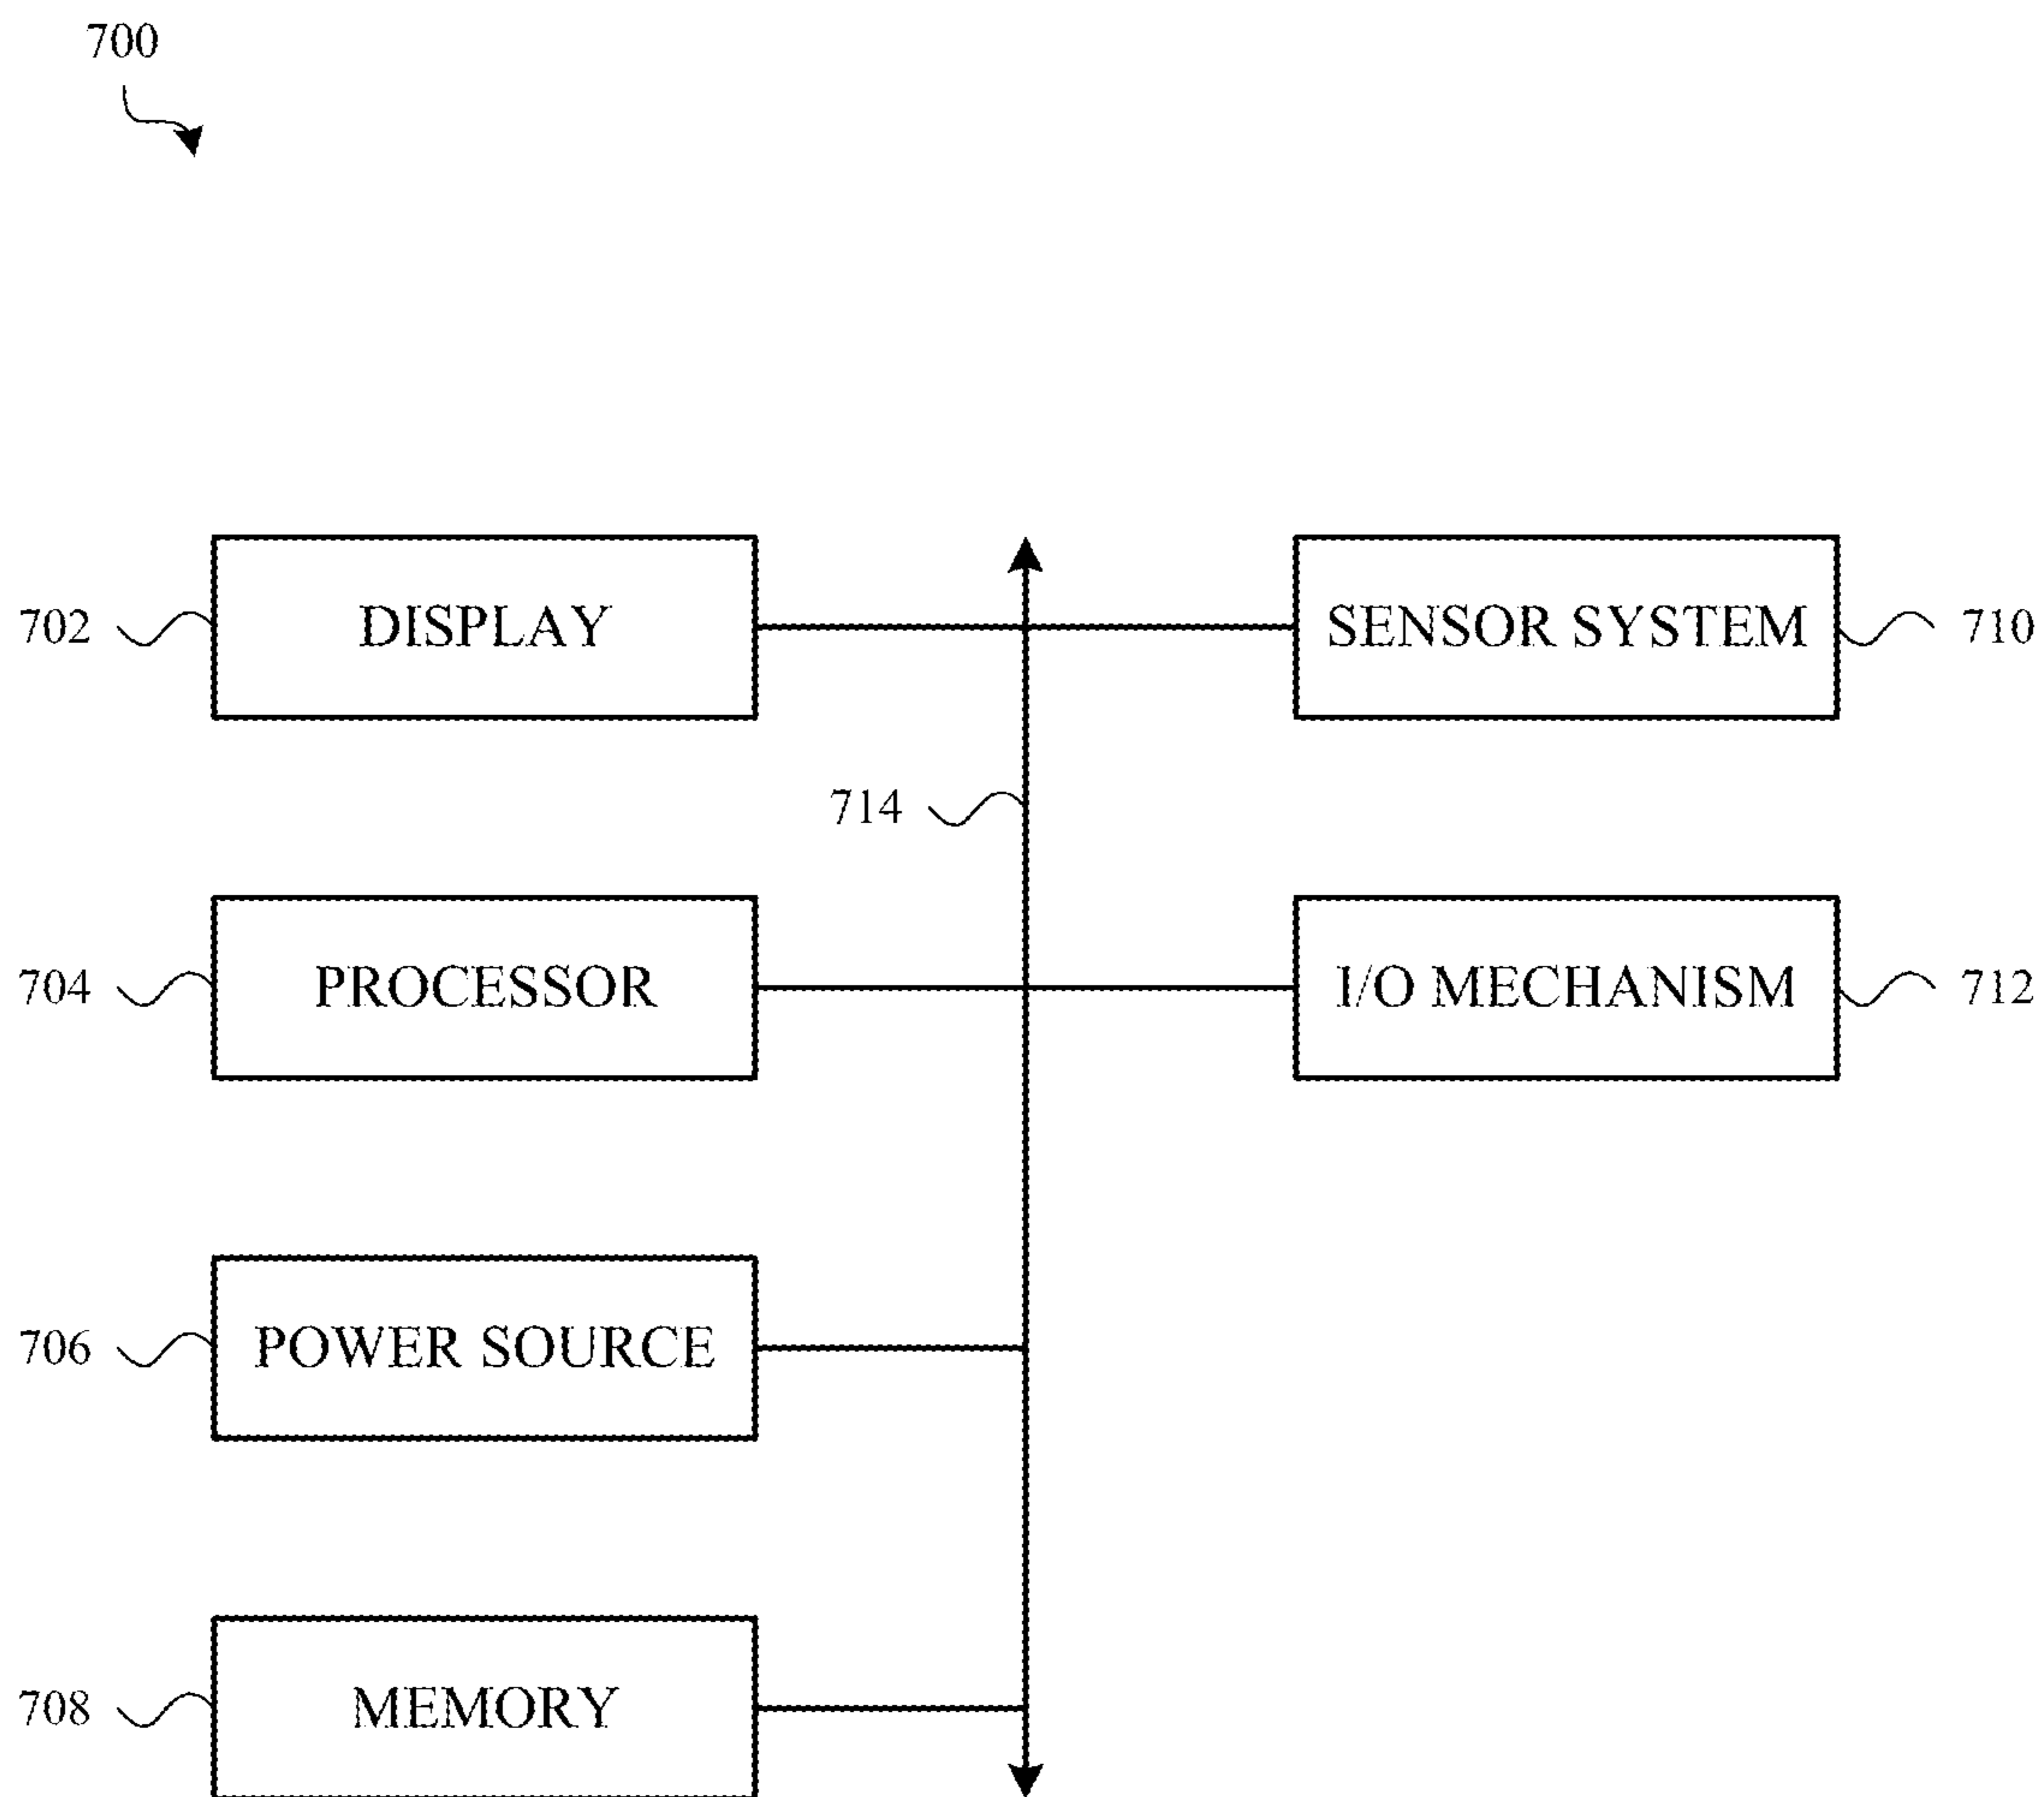 700
702 DISPLAY SENSOR SYSTEM 710
714
704 PROCESSOR I/O MECHANISM 712
706 POWER SOURCE
708 MEMORY